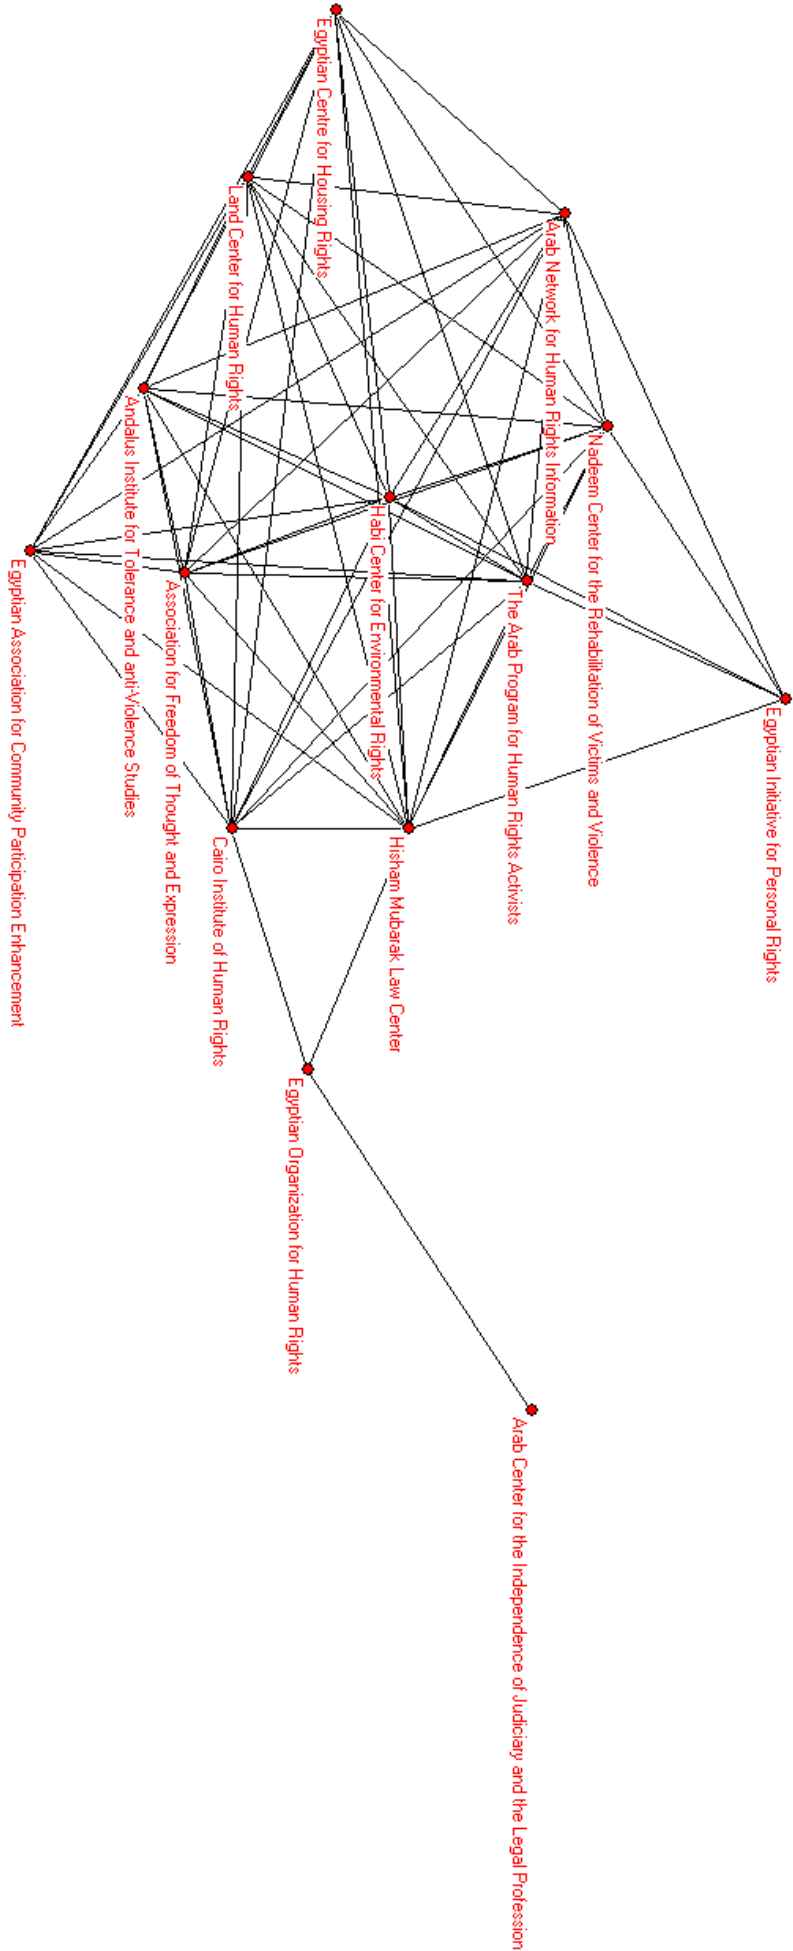 Egyptian Centre for Housing Rights
Land Center for Human Rights
Arab Network for Human Rights Information
Andalus Institute for Tolerance and anti-Violence Studies
Nadeem Center for the Rehabilitation of Victims and Violence
Habi Center for Environmental Rights
Egyptian Association for Community Participation Enhancement
Association for Freedom of Thought and Expression
The Arab Program for Human Rights Activists
Egyptian Initiative for Personal Rights
Cairo Institute of Human Rights
Hisham Mubarak Law Center
Egyptian Organization for Human Rights
Arab Center for the Independence of Judiciary and the Legal Profession